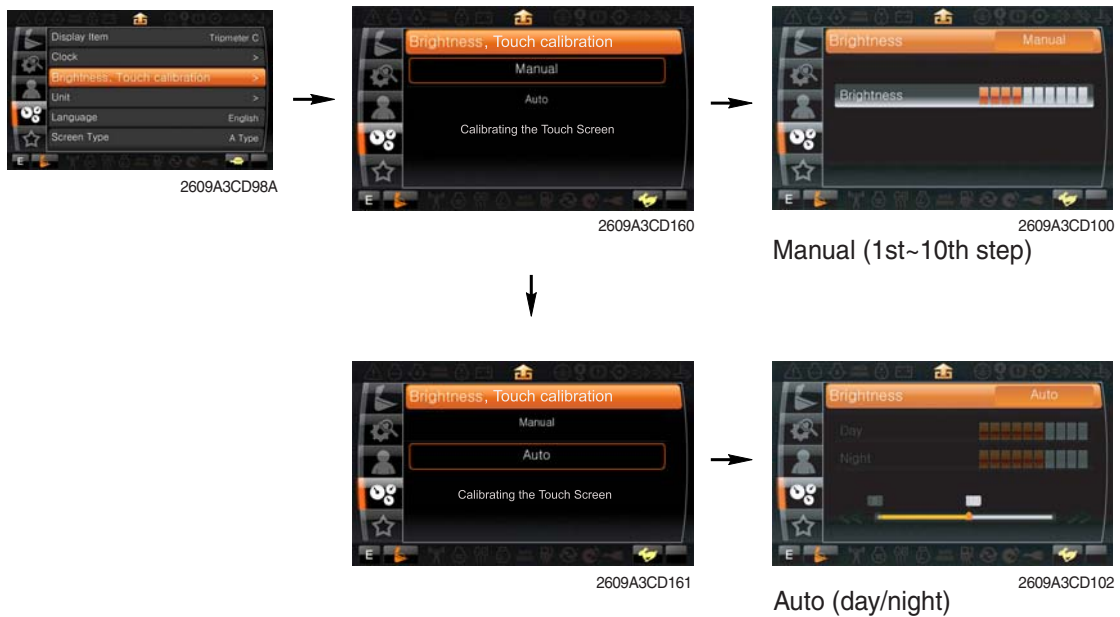 Display Item Tripmeter C
Clock >
Brightness, Touch calibration >
Unit >
Language English
Screen Type A Type
E
2609A3CD98A
Brightness, Touch calibration
Manual
Auto
Calibrating the Touch Screen
E
2609A3CD160
Brightness Manual
Brightness
E
2609A3CD100
Manual (1st~10th step)
Brightness, Touch calibration
Manual
Auto
Calibrating the Touch Screen
E
2609A3CD161
Brightness Auto
Day
Night
E
2609A3CD102
Auto (day/night)